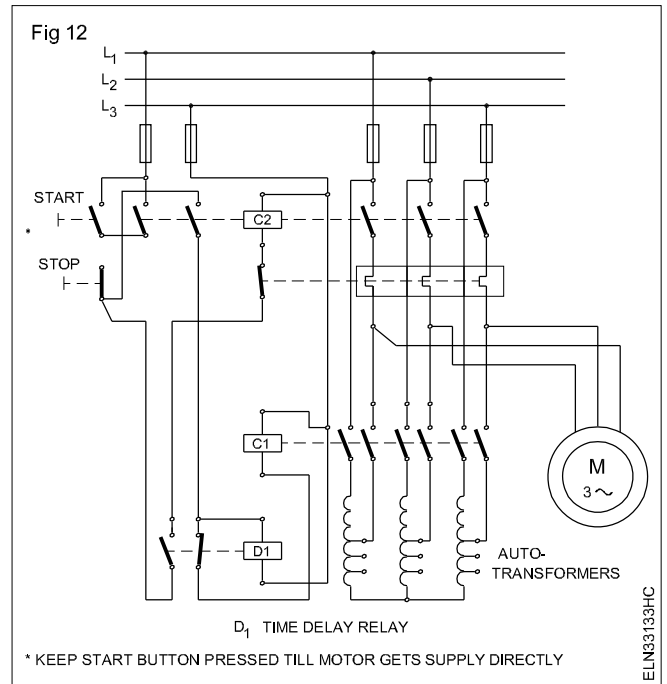 Fig 12
L1
L2
L3
START
*
C2
STOP
C1
M
3~
D1
AUTO-
TRANSFORMERS
D1 TIME DELAY RELAY
* KEEP START BUTTON PRESSED TILL MOTOR GETS SUPPLY DIRECTLY
ELN33133HC